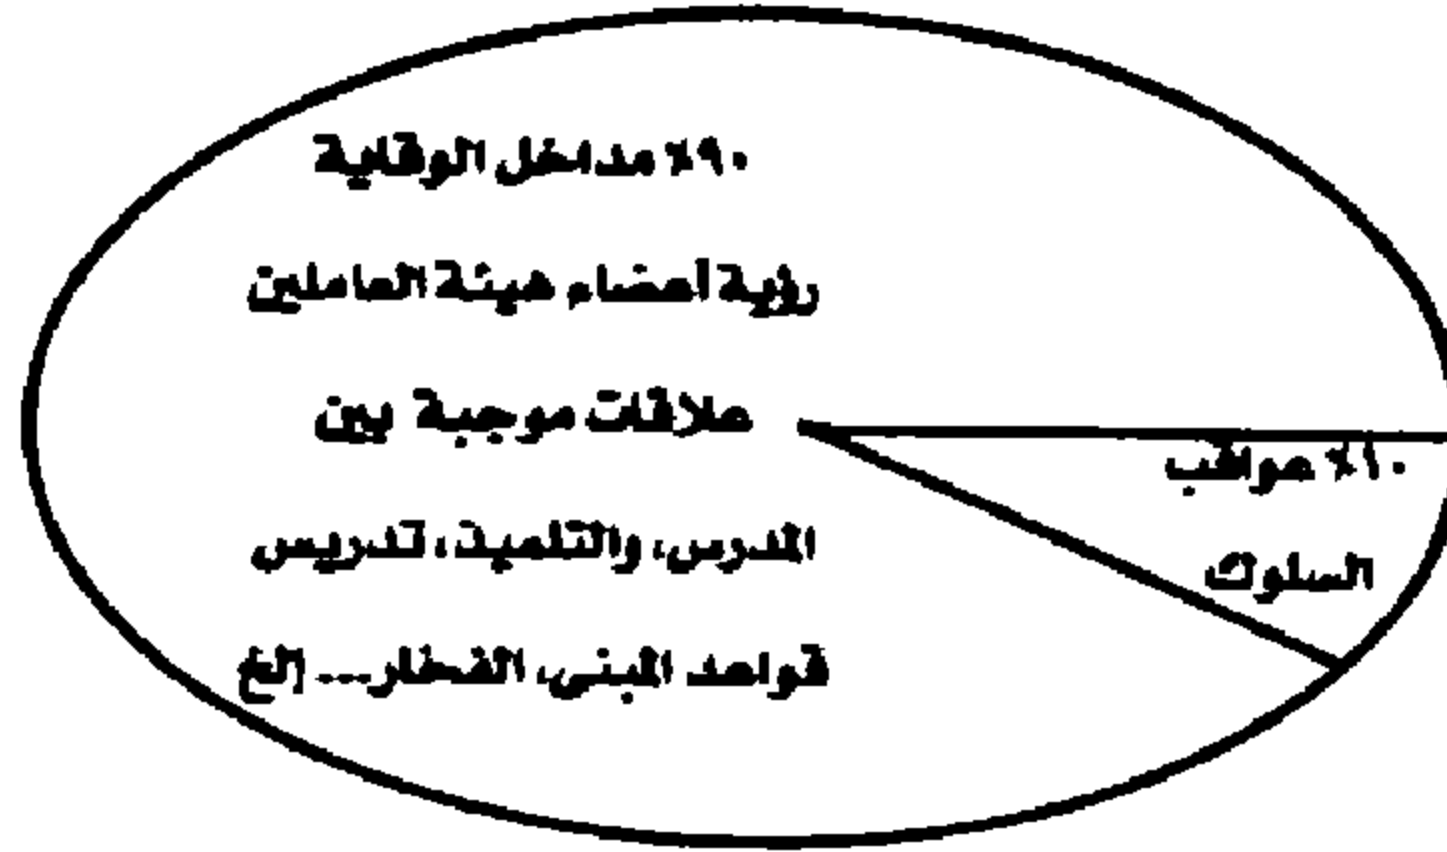 ٩٠٪ مداخل الوقاية
رؤية أعضاء هيئة العاملين
علاقات موجبة بين
المدرس، والتلميذ، تدريس
قواعد المبنى، الفخار... إلخ
١٠٪ عواقب
السلوك